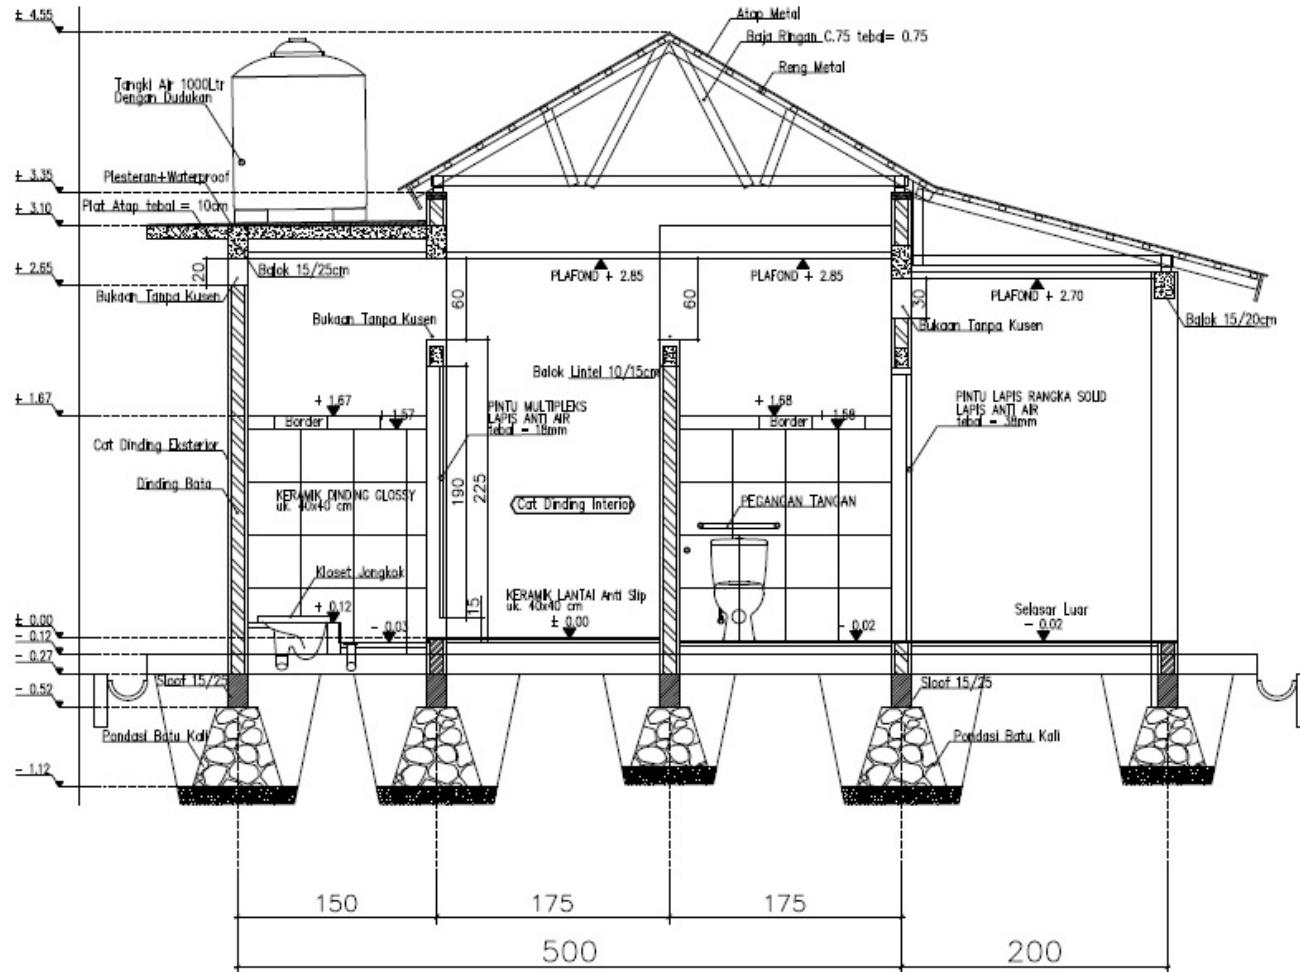 ± 4.55
Atap Metal
Baja Ringan C.75 tebal= 0.75
Reng Metal
Tangki Air 1000Ltr
Dengan Dudukan
± 3.35
Plesteran+Waterproof
± 3.10
Plat Atap tebal = 10cm
± 2.65
20
Balok 15/25cm
Bukaan Tanpa Kusen
PLAFOND + 2.85
PLAFOND + 2.85
PLAFOND + 2.70
60
60
30
Bukaan Tanpa Kusen
Bukaan Tanpa Kusen
Balok 15/20cm
Balok Lintel 10/15cm
± 1.67
+ 1.67
+ 1.57
Border
+ 1.68
+ 1.58
Border
PINTU MULTIPLEKS
LAPIS ANTI AIR
tebal = 18mm
PINTU LAPIS RANGKA SOLID
LAPIS ANTI AIR
tebal = 38mm
Cat Dinding Eksterior
Dinding Bata
KERAMIK DINDING GLOSSY
uk. 40x40 cm
190
225
Cat Dinding Interior
PEGANGAN TANGAN
Kloset Jongkok
KERAMIK LANTAI Anti Slip
uk. 40x40 cm
15
± 0.00
+ 0.12
- 0.03
± 0.00
- 0.02
Selasar Luar
- 0.02
- 0.12
- 0.27
- 0.52
Sloof 15/25
Sloof 15/25
Pondasi Batu Kali
Pondasi Batu Kali
- 1.12
150
175
175
500
200